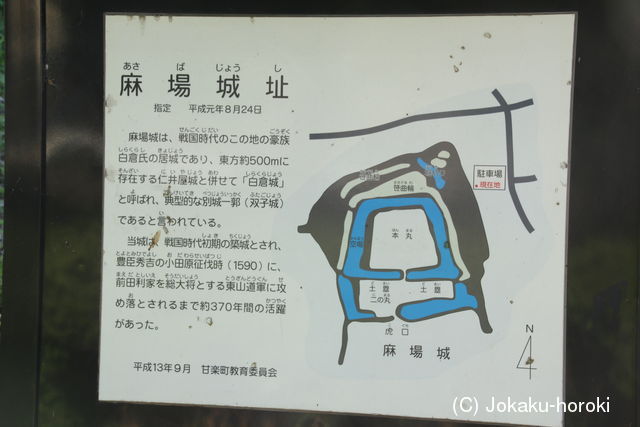 あさ ば じょう し
麻場城址
指定 平成元年8月24日
麻場城は、戦国時代のこの地の豪族
白倉氏の居城であり、東方約500mに
存在する仁井屋城と併せて「白倉城」
と呼ばれ、典型的な別城一郭（双子城）
であると言われている。
当城は、戦国時代初期の築城とされ、
豊臣秀吉の小田原征伐時（1590）に、
前田利家を総大将とする東山道軍に攻
め落とされるまで約370年間の活躍
があった。
平成13年9月 甘楽町教育委員会
笹曲輪
駐車場
現在地
本丸
空堀
土塁
土塁
二の丸
虎口
麻場城
N
(C) Jokaku-horoki